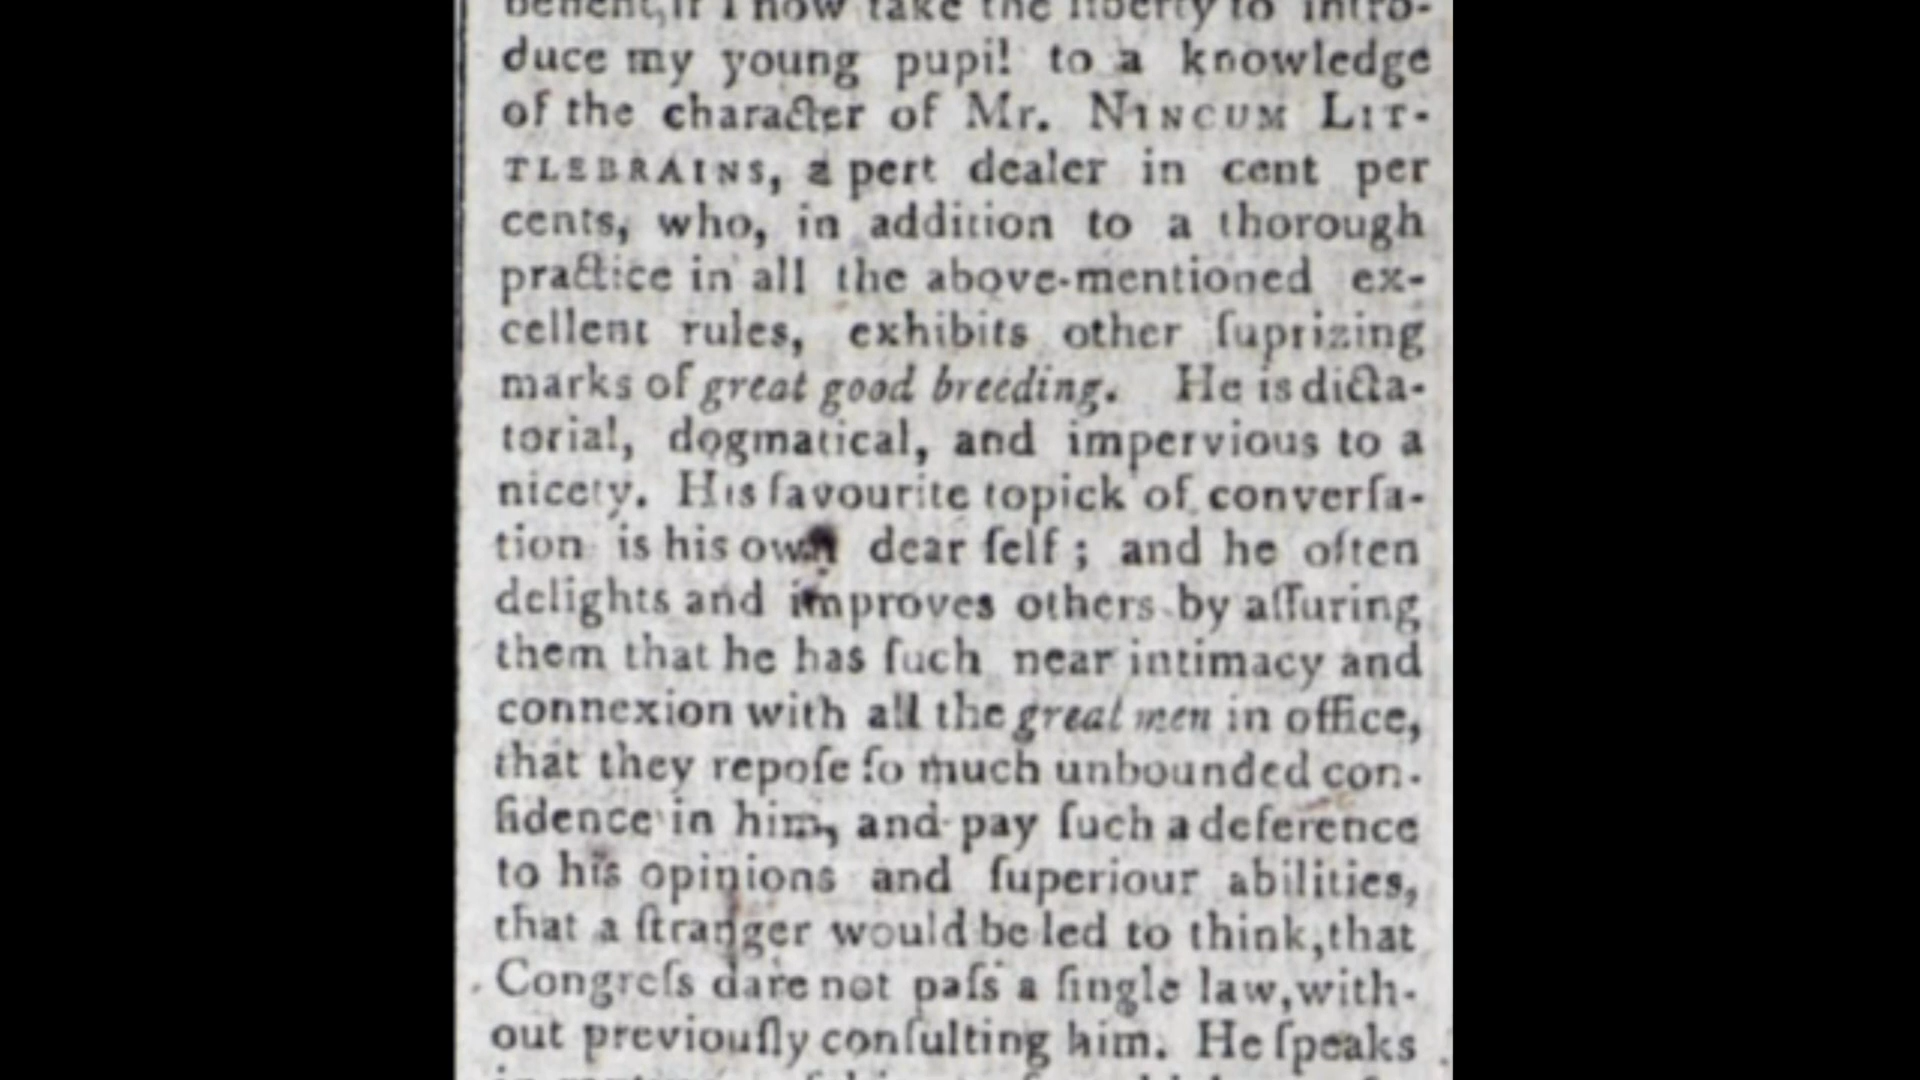 benefit, if I now take the liberty to intro-
duce my young pupil to a knowledge
of the character of Mr. NINCUM LIT-
TLEBRAINS, a pert dealer in cent per
cents, who, in addition to a thorough
practice in all the above-mentioned ex-
cellent rules, exhibits other ſuprizing
marks of great good breeding. He is dicta-
torial, dogmatical, and impervious to a
nicety. His favourite topick of converſa-
tion is his own dear ſelf; and he often
delights and improves others by aſſuring
them that he has ſuch near intimacy and
connexion with all the great men in office,
that they repoſe ſo much unbounded con-
fidence in him, and pay ſuch a deference
to his opinions and ſuperiour abilities,
that a ſtranger would be led to think, that
Congreſs dare not paſs a ſingle law, with-
out previouſly conſulting him. He ſpeaks